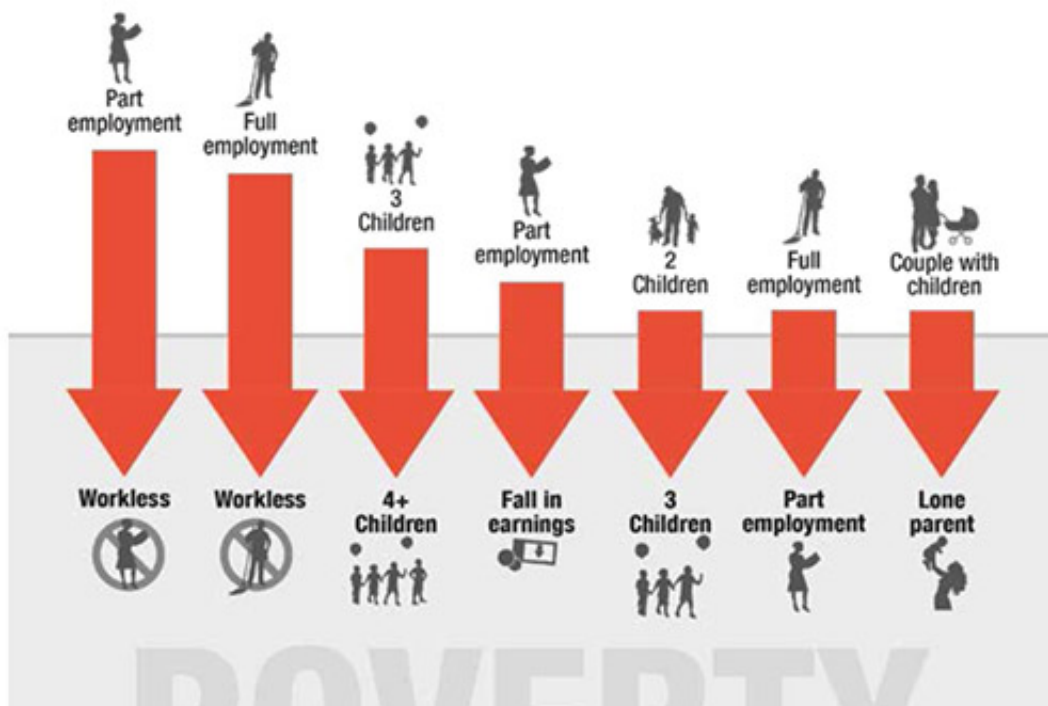 Part
employment
Full
employment
3
Children
Part
employment
2
Children
Full
employment
Couple with
children
Workless
Workless
4+
Children
Fall in
earnings
3
Children
Part
employment
Lone
parent
POVERTY